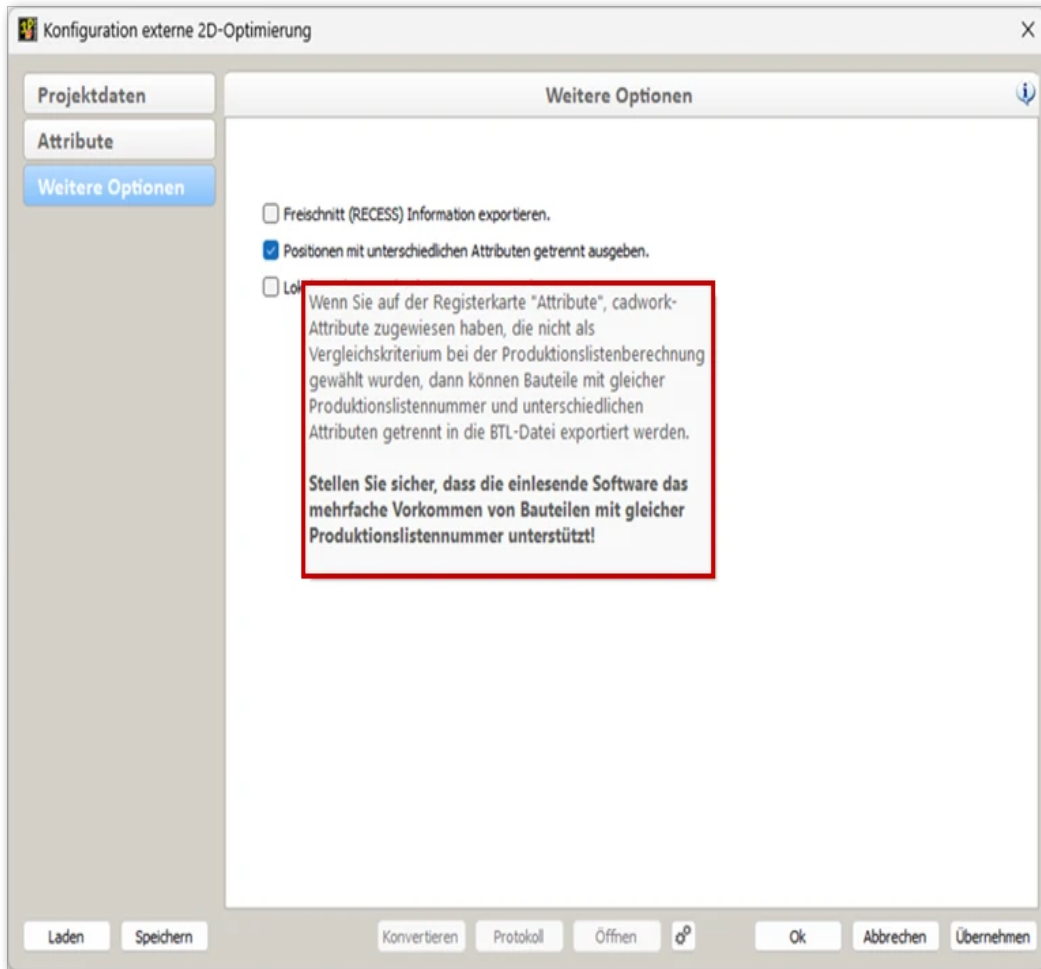 Konfiguration externe 2D-Optimierung
Projektdaten
Attribute
Weitere Optionen
Weitere Optionen
Freischnitt (RECESS) Information exportieren.
Positionen mit unterschiedlichen Attributen getrennt ausgeben.
Wenn Sie auf der Registerkarte "Attribute", cadwork-
Attribute zugewiesen haben, die nicht als
Vergleichskriterium bei der Produktionslistenberechnung
gewählt wurden, dann können Bauteile mit gleicher
Produktionslistennummer und unterschiedlichen
Attributen getrennt in die BTL-Datei exportiert werden.
Stellen Sie sicher, dass die einlesende Software das
mehrfache Vorkommen von Bauteilen mit gleicher
Produktionslistennummer unterstützt!
Laden Speichern Konvertieren Protokoll Öffnen Ok Abbrechen Übernehmen